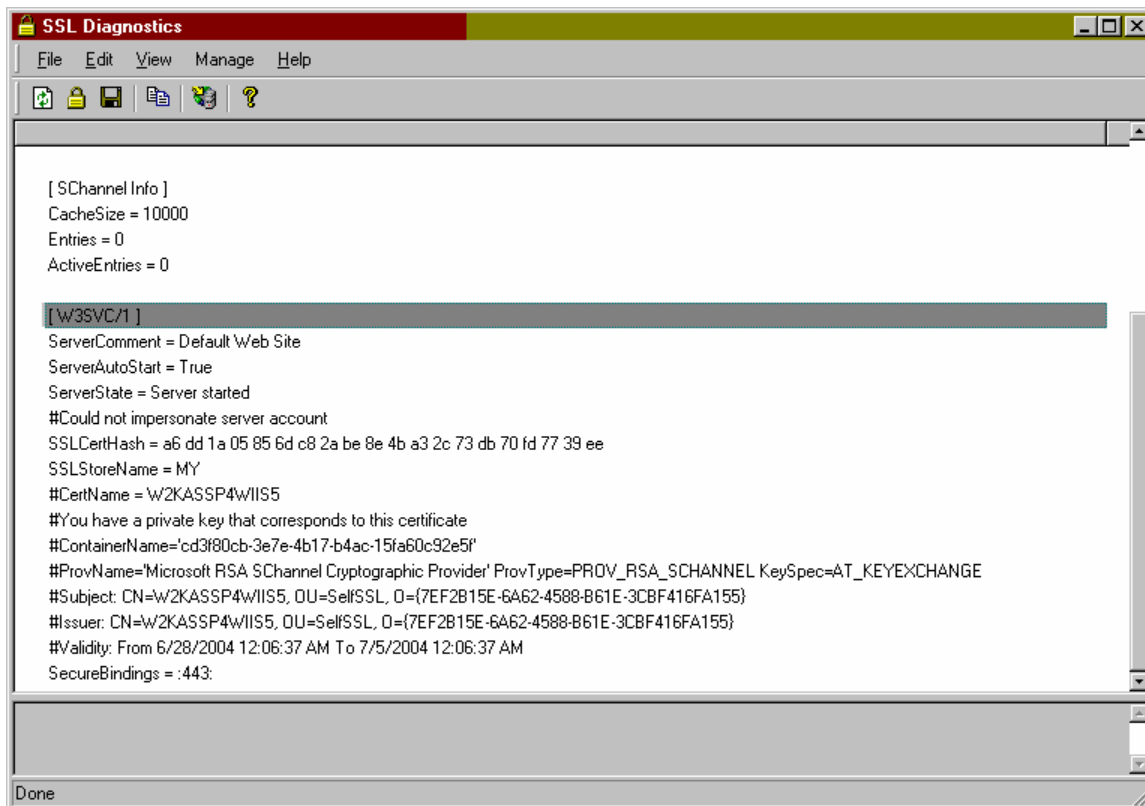 SSL Diagnostics
File Edit View Manage Help
[ SChannel Info ]
CacheSize = 10000
Entries = 0
ActiveEntries = 0
[ W3SVC/1 ]
ServerComment = Default Web Site
ServerAutoStart = True
ServerState = Server started
#Could not impersonate server account
SSLCertHash = a6 dd 1a 05 85 6d c8 2a be 8e 4b a3 2c 73 db 70 fd 77 39 ee
SSLStoreName = MY
#CertName = W2KASSP4WIIS5
#You have a private key that corresponds to this certificate
#ContainerName='cd3f80cb-3e7e-4b17-b4ac-15fa60c92e5f'
#ProvName='Microsoft RSA SChannel Cryptographic Provider' ProvType=PROV_RSA_SCHANNEL KeySpec=AT_KEYEXCHANGE
#Subject: CN=W2KASSP4WIIS5, OU=SelfSSL, O={7EF2B15E-6A62-4588-B61E-3CBF416FA155}
#Issuer: CN=W2KASSP4WIIS5, OU=SelfSSL, O={7EF2B15E-6A62-4588-B61E-3CBF416FA155}
#Validity: From 6/28/2004 12:06:37 AM To 7/5/2004 12:06:37 AM
SecureBindings = :443:
Done